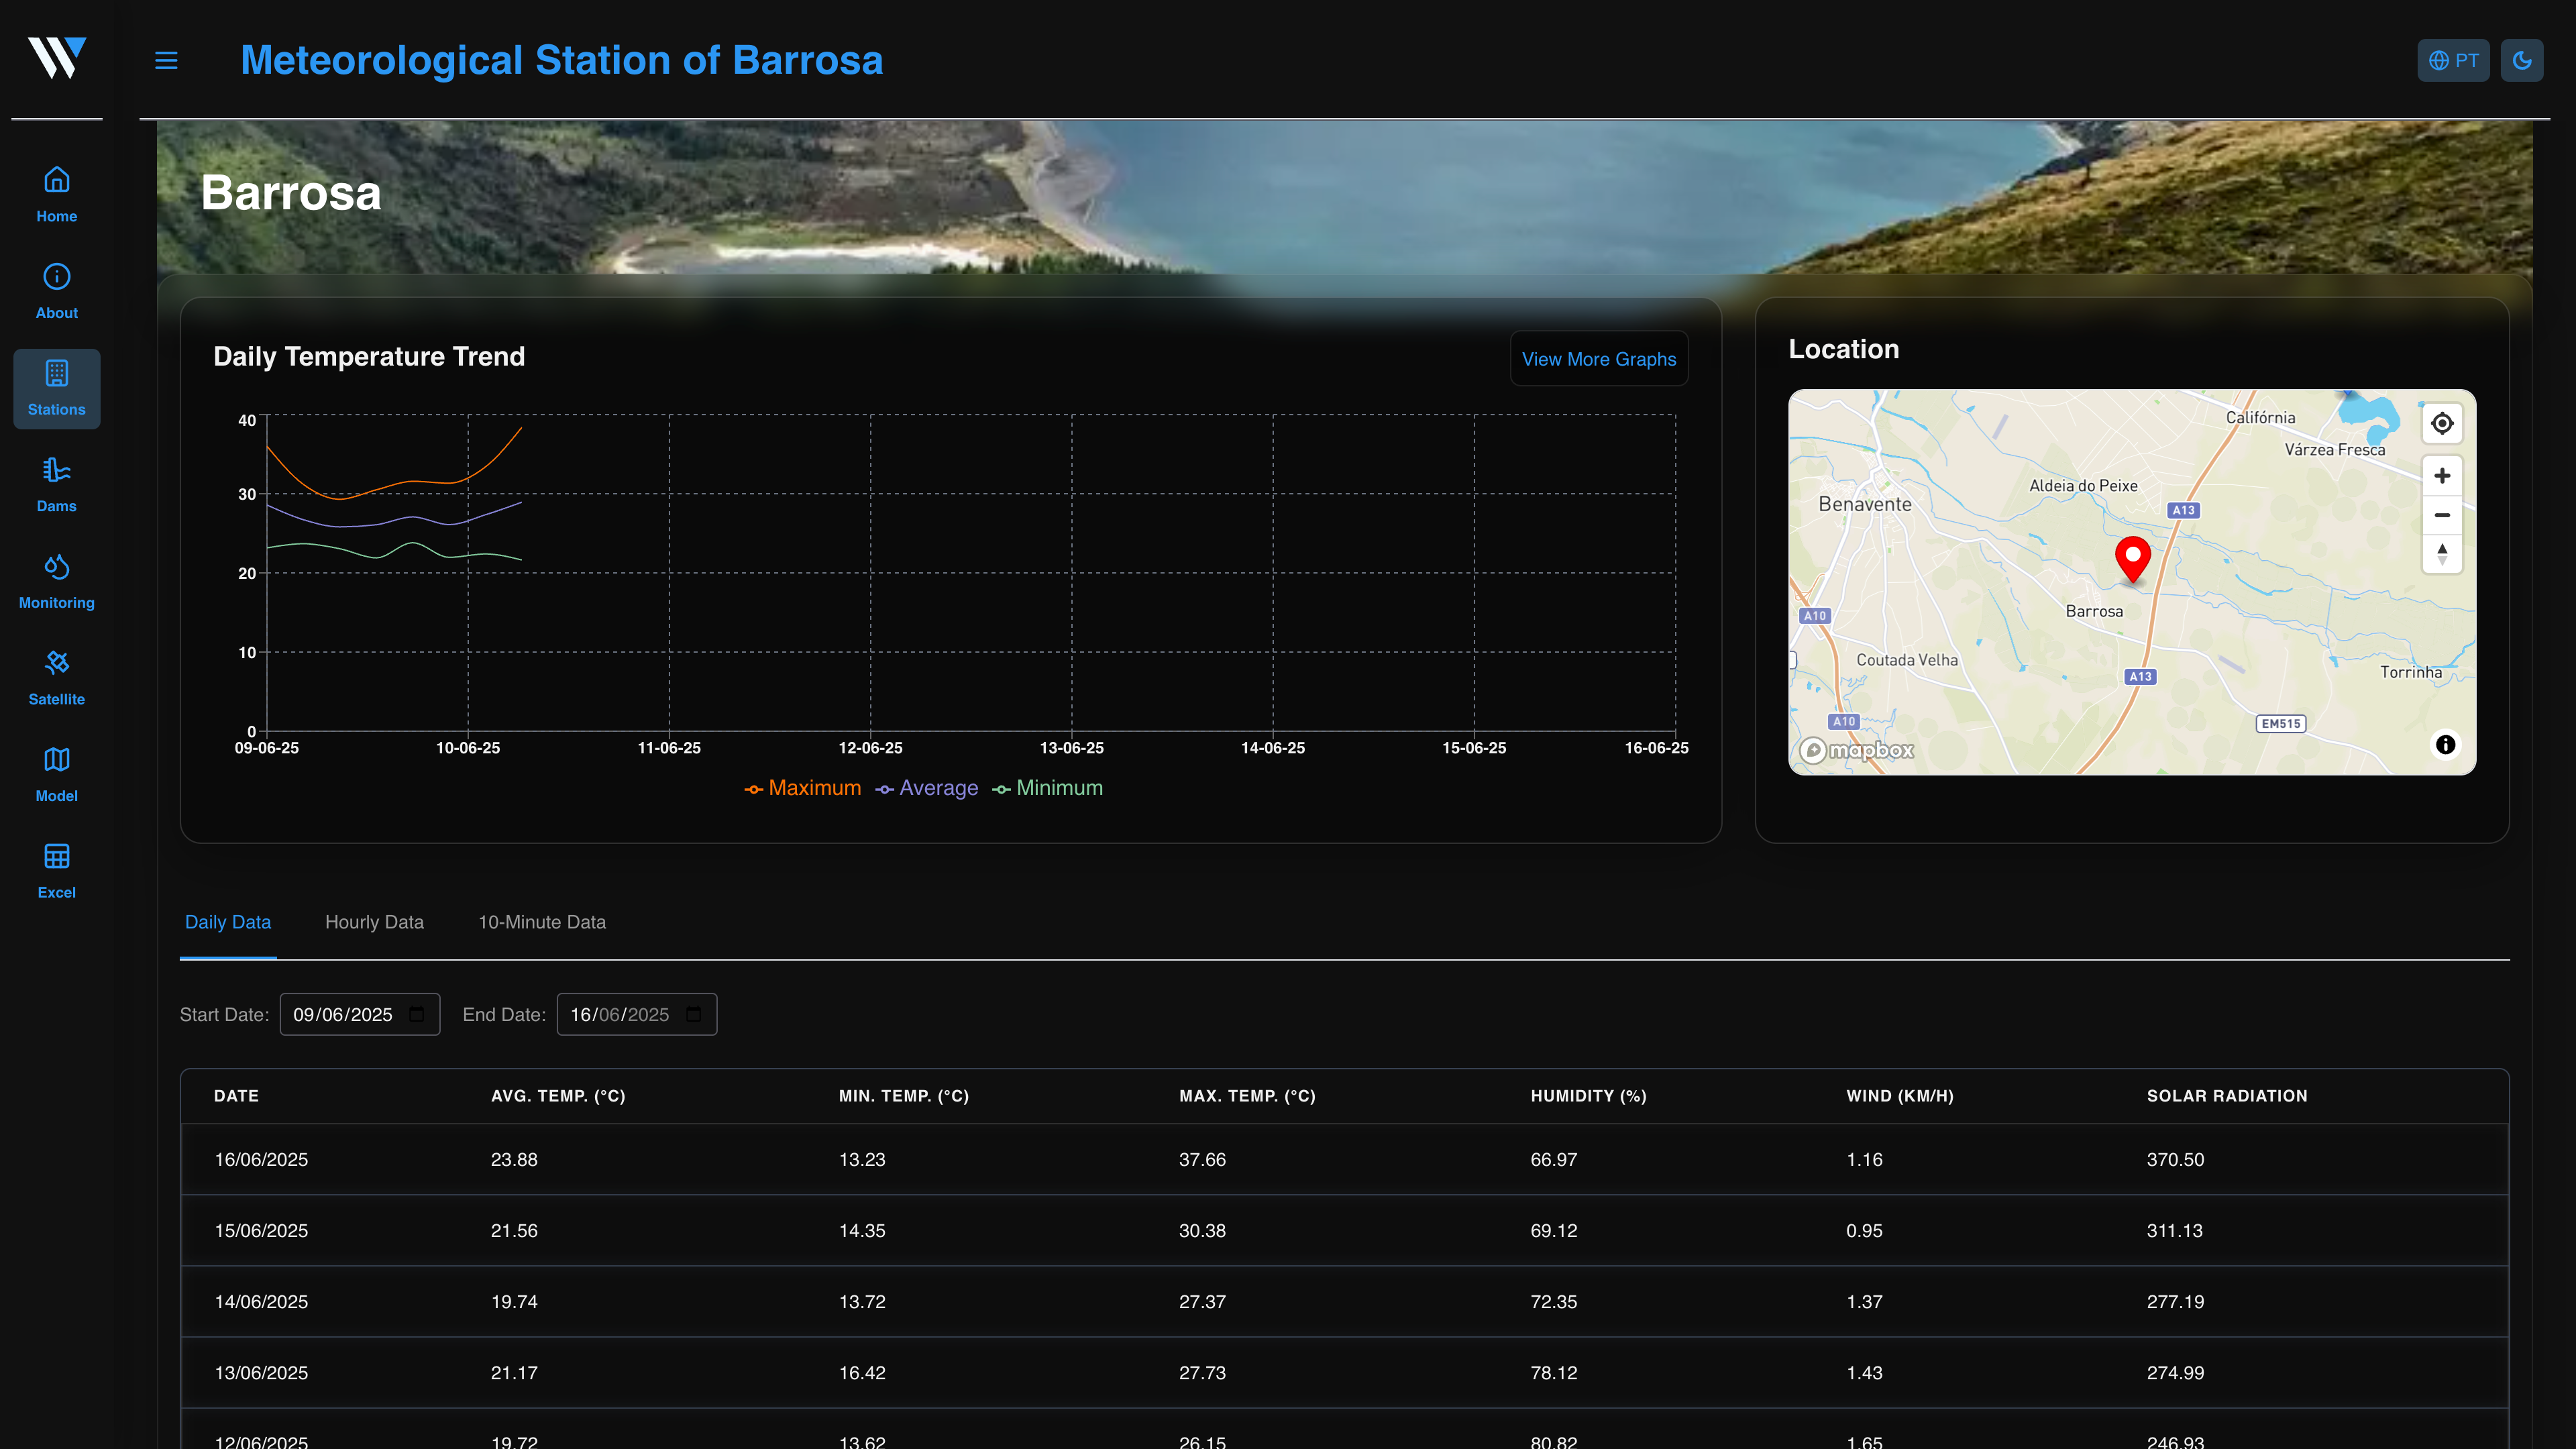 Meteorological Station of Barrosa
PT
Home
About
Stations
Dams
Monitoring
Satellite
Model
Excel
Barrosa
Daily Temperature Trend
View More Graphs
40
30
20
10
0
09-06-25 10-06-25 11-06-25 12-06-25 13-06-25 14-06-25 15-06-25 16-06-25
Maximum Average Minimum
Location
Califórnia
Várzea Fresca
Aldeia do Peixe
Benavente
A13
Barrosa
A10
Coutada Velha
Torrinha
A13
A10
EM515
mapbox
Daily Data Hourly Data 10-Minute Data
Start Date: 09/06/2025 End Date: 16/06/2025
DATE AVG. TEMP. (°C) MIN. TEMP. (°C) MAX. TEMP. (°C) HUMIDITY (%) WIND (KM/H) SOLAR RADIATION
16/06/2025 23.88 13.23 37.66 66.97 1.16 370.50
15/06/2025 21.56 14.35 30.38 69.12 0.95 311.13
14/06/2025 19.74 13.72 27.37 72.35 1.37 277.19
13/06/2025 21.17 16.42 27.73 78.12 1.43 274.99
12/06/2025 19.72 13.62 26.15 80.82 1.65 246.93